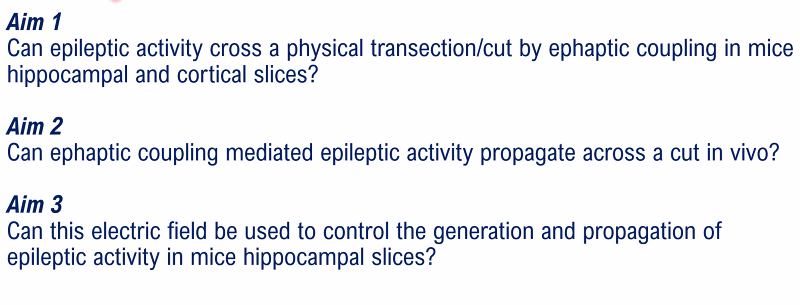 Aim 1
Can epileptic activity cross a physical transection/cut by ephaptic coupling in mice
hippocampal and cortical slices?
Aim 2
Can ephaptic coupling mediated epileptic activity propagate across a cut in vivo?
Aim 3
Can this electric field be used to control the generation and propagation of
epileptic activity in mice hippocampal slices?